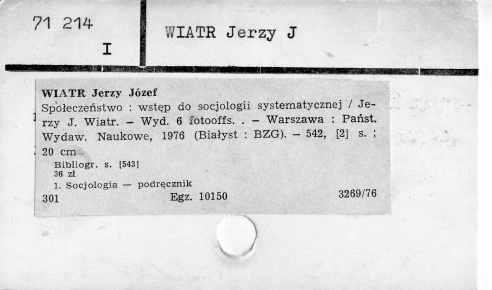 71 214
I
WIATR Jerzy J
WIATR Jerzy Józef
Społeczeństwo : wstęp do socjologii systematycznej / Je-
rzy J. Wiatr. — Wyd. 6 fotooffs. . — Warszawa : Państ.
Wydaw. Naukowe, 1976 (Białyst : BZG). — 542, [2] s. ;
20 cm
Bibliogr. s. [543]
36 zł
1. Socjologia — podręcznik
301 Egz. 10150 3269/76